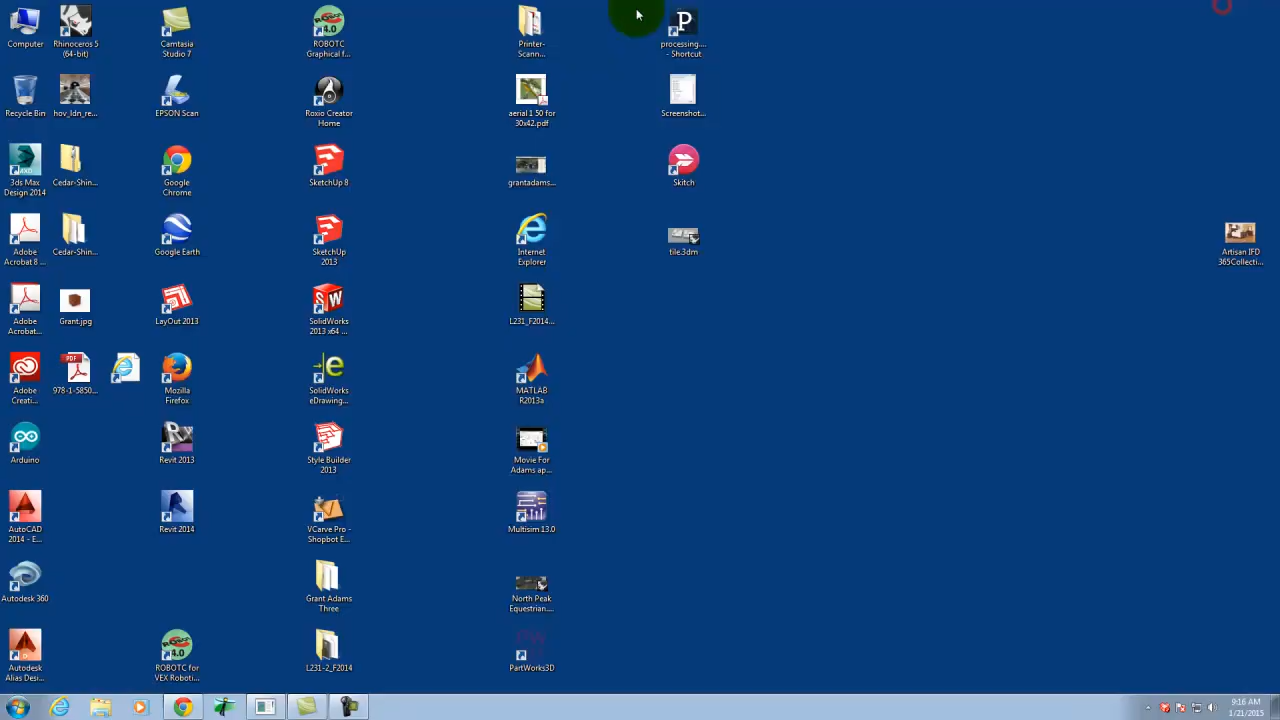 Computer
Rhinoceros 5
(64-bit)
Camtasia
Studio 7
ROBOTC
Graphical f...
Printer-
Scann...
processing....
- Shortcut
Recycle Bin
hov_ldn_re...
EPSON Scan
Roxio Creator
Home
aerial 1 50 for
30x42.pdf
Screenshot...
3ds Max
Design 2014
Cedar-Shin...
Google
Chrome
SketchUp 8
grantadams...
Skitch
Adobe
Acrobat 8 ...
Cedar-Shin...
Google Earth
SketchUp
2013
Internet
Explorer
tile.3dm
Artisan IFD
365Collecti...
Adobe
Acrobat...
Grant.jpg
LayOut 2013
SolidWorks
2013 x64 ...
L231_F2014...
Adobe
Creati...
978-1-5850...
Mozilla
Firefox
SolidWorks
eDrawing...
MATLAB
R2013a
Arduino
Revit 2013
Style Builder
2013
Movie For
Adams ap...
AutoCAD
2014 - E...
Revit 2014
VCarve Pro -
Shopbot E...
Multisim 13.0
Autodesk 360
Grant Adams
Three
North Peak
Equestrian....
Autodesk
Alias Desi...
ROBOTC for
VEX Roboti...
L231-2_F2014
PartWorks3D
9:16 AM
1/21/2015